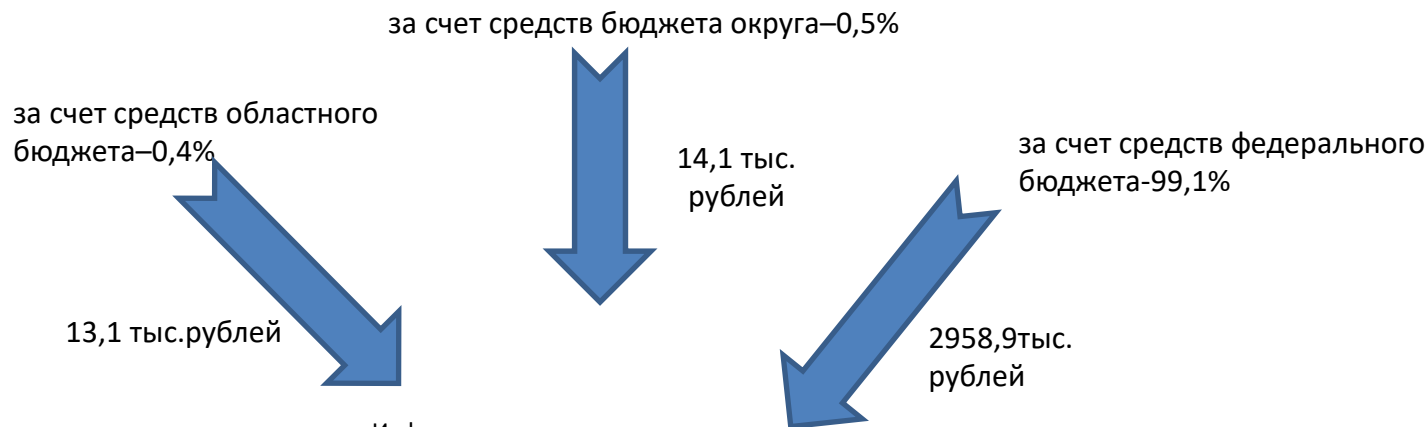 за счет средств бюджета округа–0,5%
за счет средств областного
бюджета–0,4%
14,1 тыс.
рублей
за счет средств федерального
бюджета-99,1%
13,1 тыс.рублей
2958,9тыс.
рублей